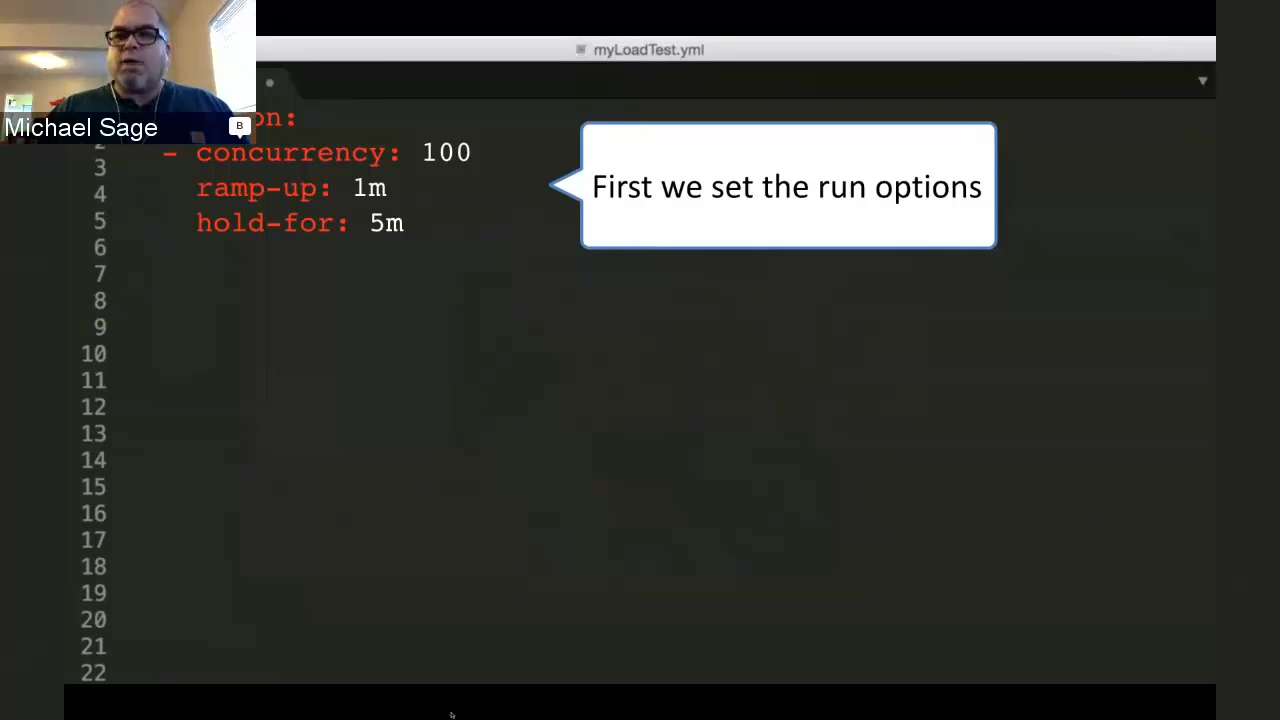 myLoadTest.yml
Michael Sage
B
on:
- concurrency: 100
ramp-up: 1m
hold-for: 5m
First we set the run options
2
3
4
5
6
7
8
9
10
11
12
13
14
15
16
17
18
19
20
21
22